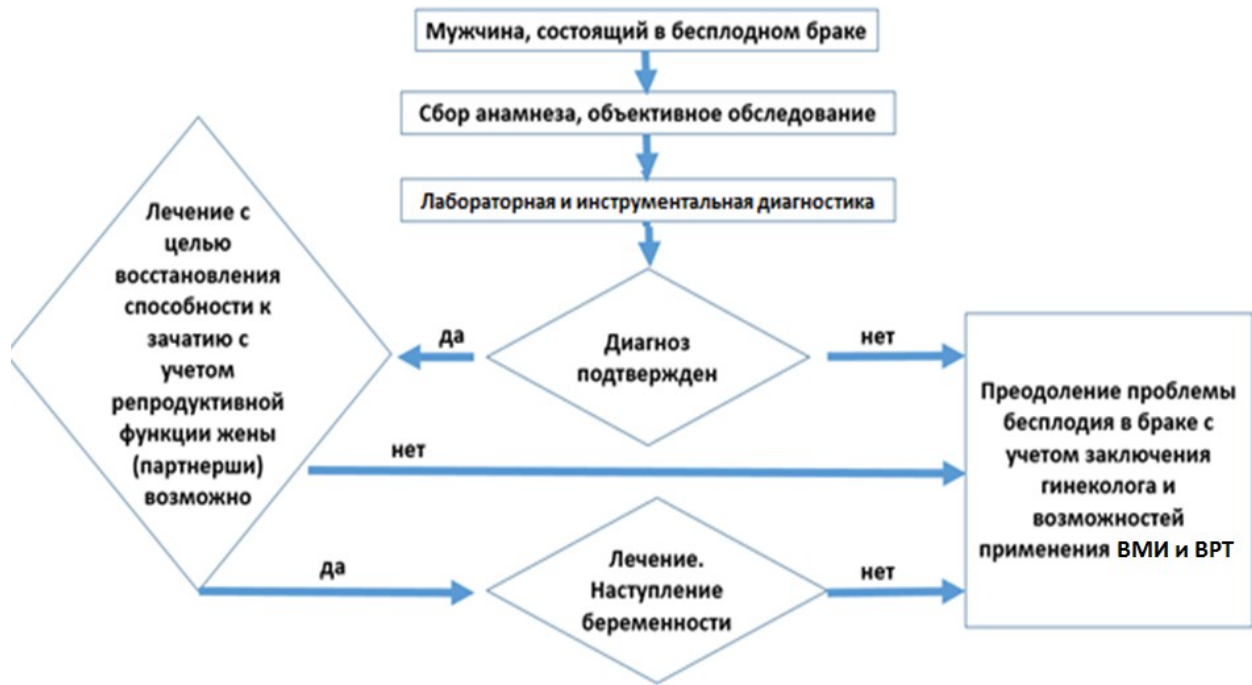 Мужчина, состоящий в бесплодном браке
Сбор анамнеза, объективное обследование
Лабораторная и инструментальная диагностика
Диагноз
подтвержден
да
нет
Лечение с
целью
восстановления
способности к
зачатию с
учетом
репродуктивной
функции жены
(партнерши)
возможно
нет
да
Лечение.
Наступление
беременности
нет
Преодоление проблемы
бесплодия в браке с
учетом заключения
гинеколога и
возможностей
применения ВМИ и ВРТ